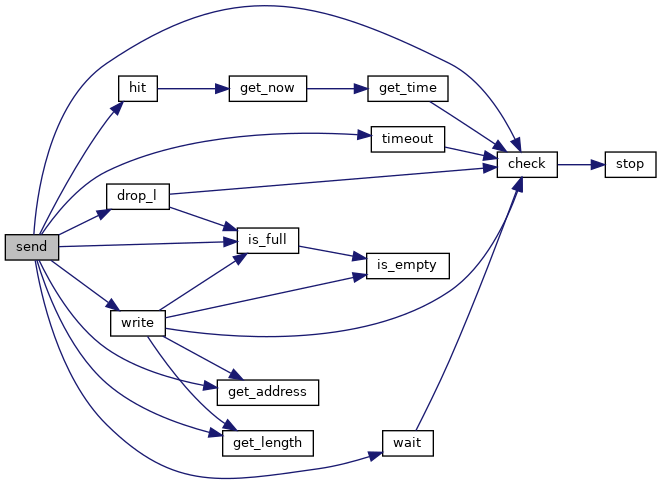 hit
get_now
get_time
timeout
check
stop
drop_l
send
is_full
is_empty
write
get_address
get_length
wait